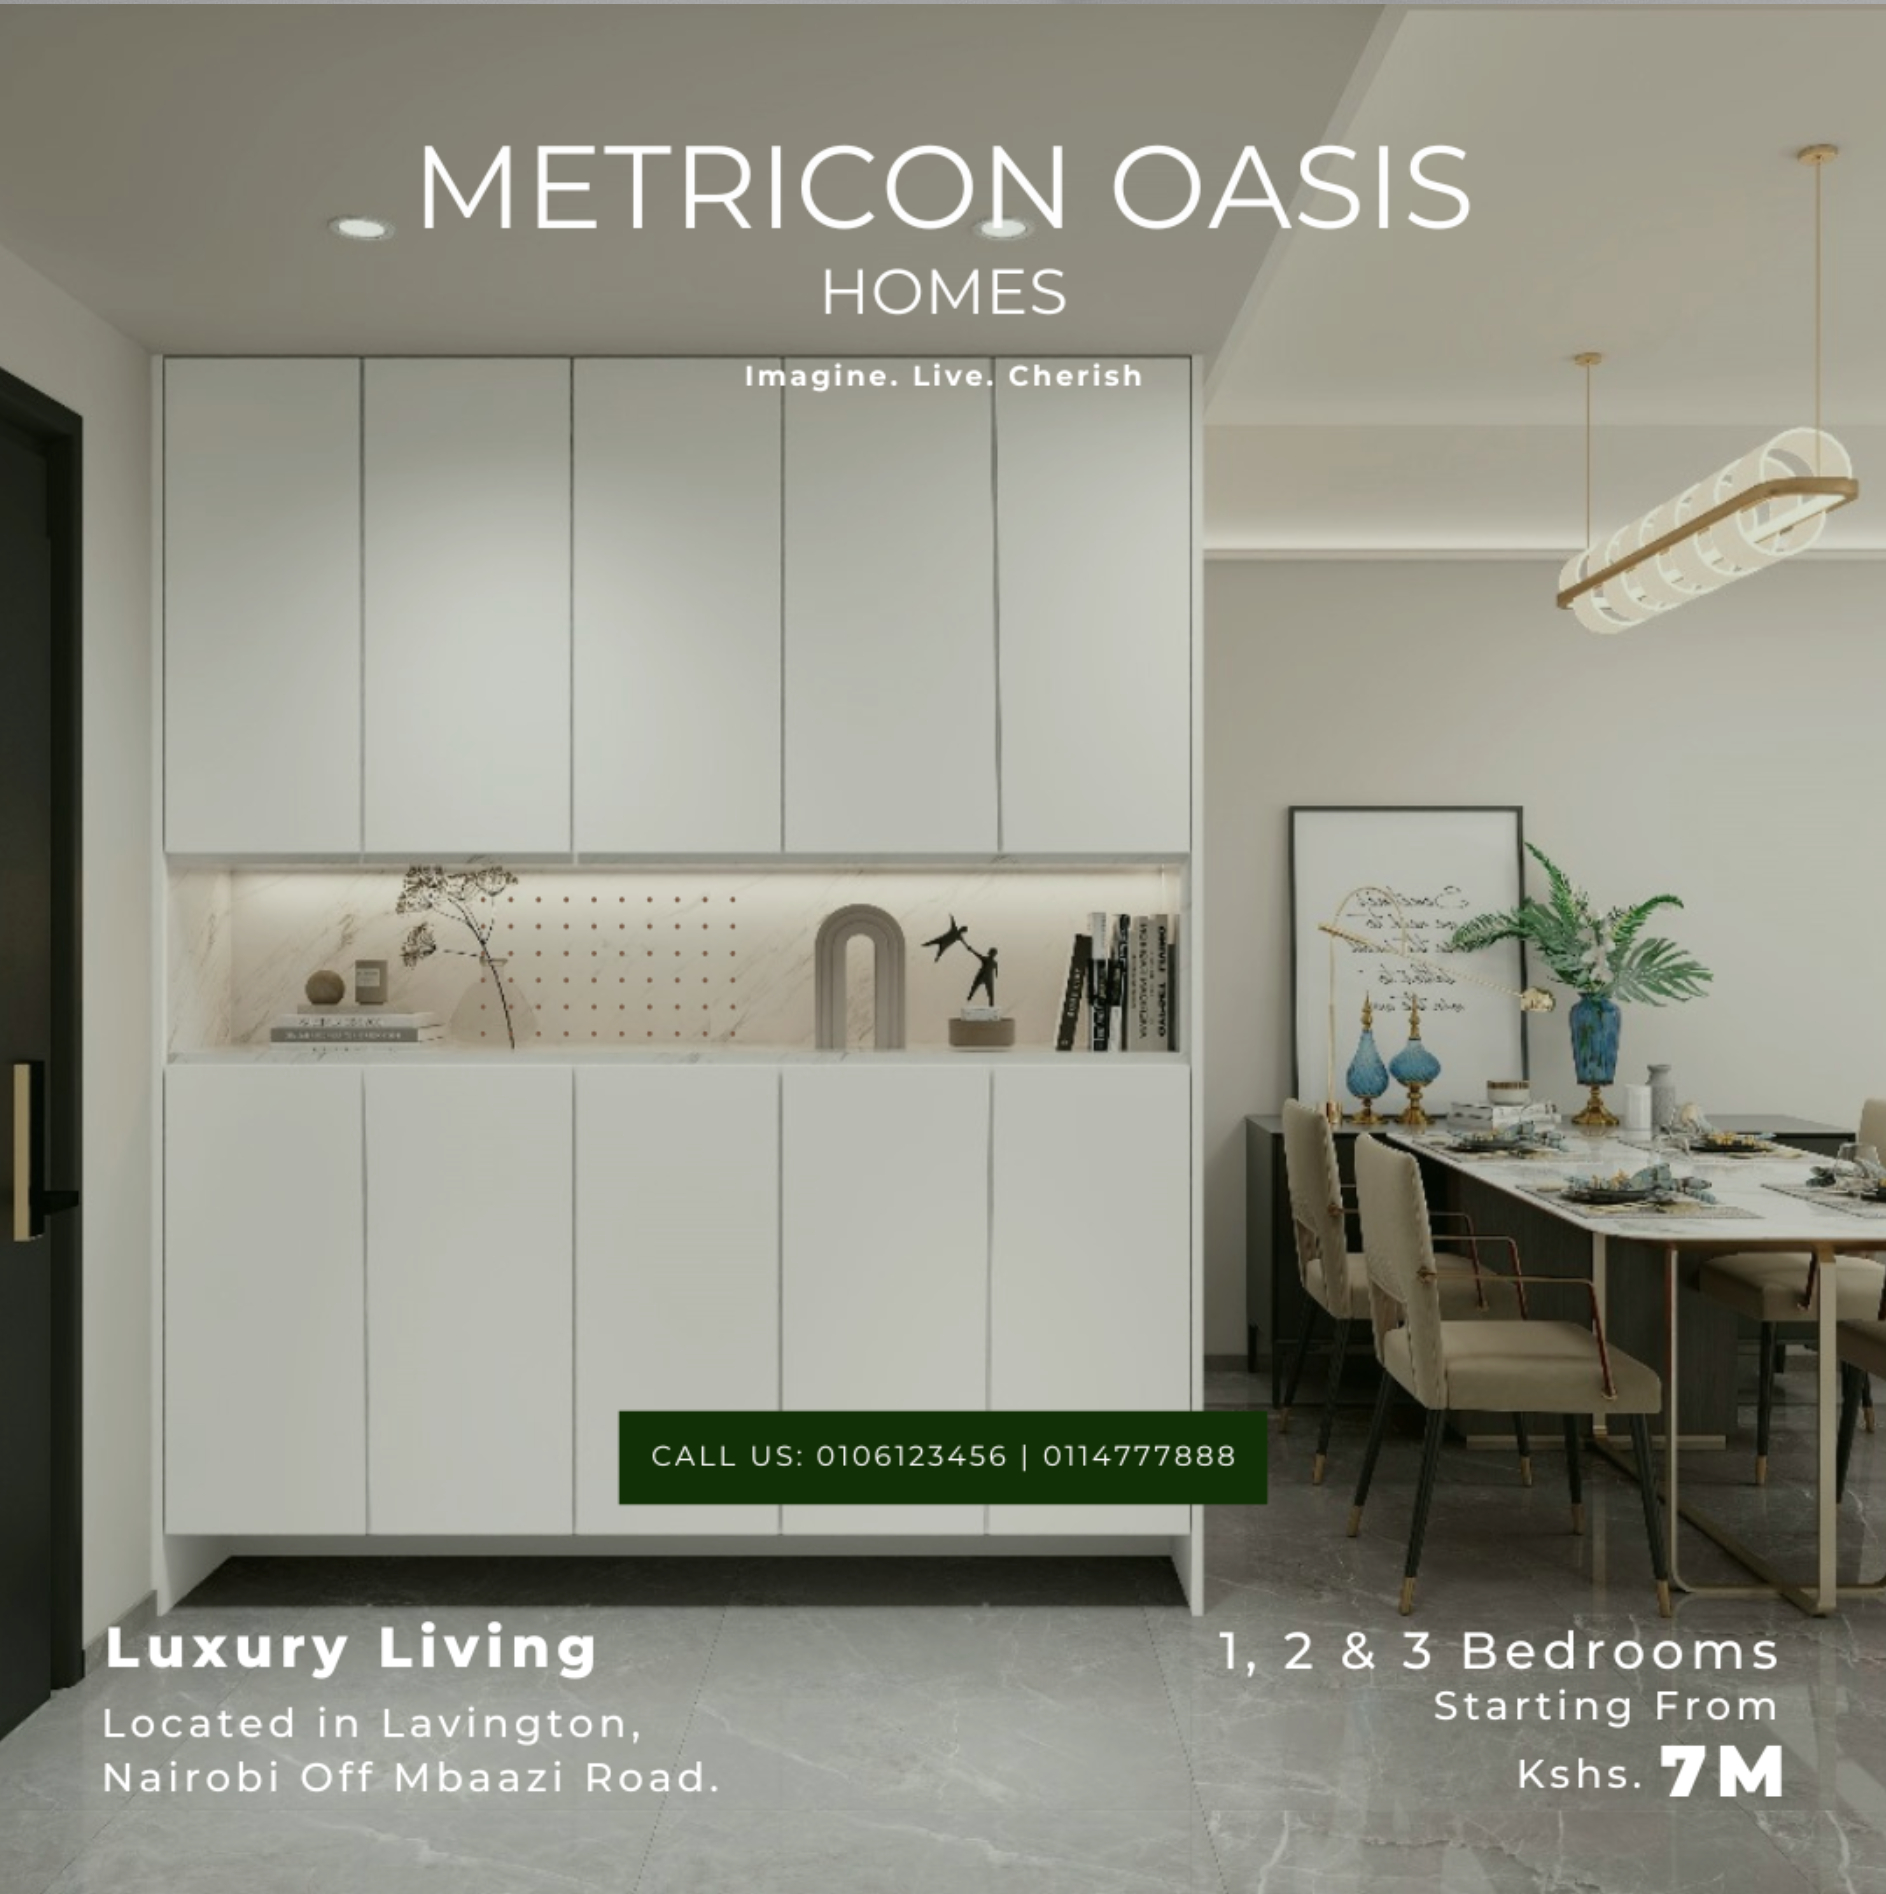 METRICON OASIS
HOMES
Imagine. Live. Cherish
CALL US: 0106123456 | 0114777888
Luxury Living
Located in Lavington,
Nairobi Off Mbaazi Road.
1, 2 & 3 Bedrooms
Starting From
Kshs. 7M